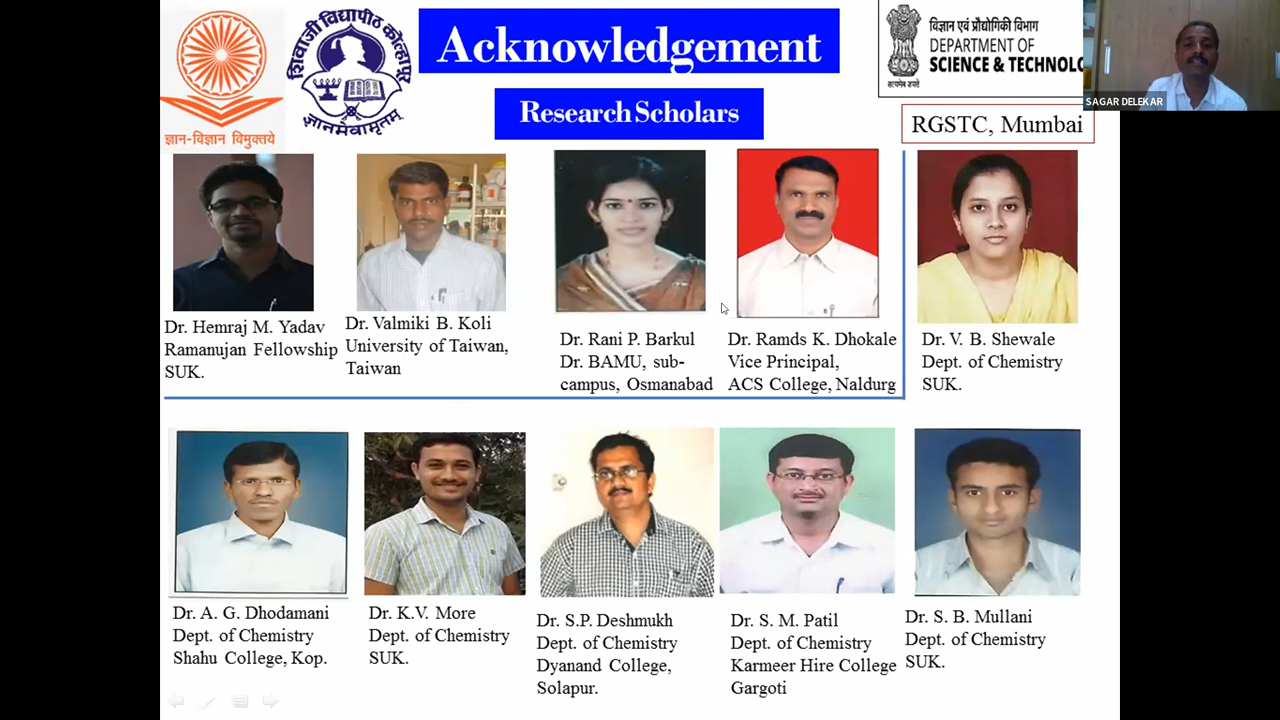 Acknowledgement
Research Scholars
ज्ञान-विज्ञान विमुक्तये
शिवाजी विद्यापीठ कोल्हापूर
ज्ञानमेवामृतम्
सत्यमेव जयते
विज्ञान एवं प्रौद्योगिकी विभाग
DEPARTMENT OF
SCIENCE & TECHNOLO
SAGAR DELEKAR
RGSTC, Mumbai
Dr. Hemraj M. Yadav
Ramanujan Fellowship
SUK.
Dr. Valmiki B. Koli
University of Taiwan,
Taiwan
Dr. Rani P. Barkul
Dr. BAMU, sub-
campus, Osmanabad
Dr. Ramds K. Dhokale
Vice Principal,
ACS College, Naldurg
Dr. V. B. Shewale
Dept. of Chemistry
SUK.
Dr. A. G. Dhodamani
Dept. of Chemistry
Shahu College, Kop.
Dr. K.V. More
Dept. of Chemistry
SUK.
Dr. S.P. Deshmukh
Dept. of Chemistry
Dyanand College,
Solapur.
Dr. S. M. Patil
Dept. of Chemistry
Karmeer Hire College
Gargoti
Dr. S. B. Mullani
Dept. of Chemistry
SUK.